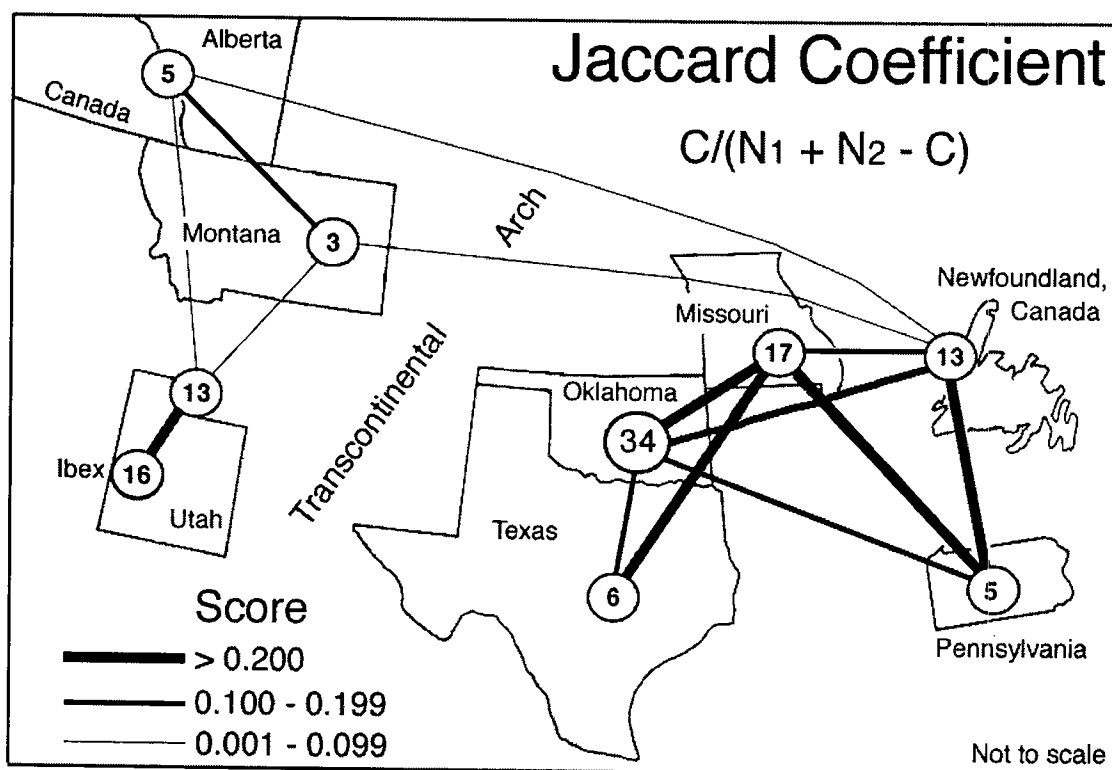 Jaccard Coefficient
C/(N1 + N2 - C)
Alberta
5
Canada
Montana
3
Arch
Transcontinental
Newfoundland,
Canada
Missouri
17
13
13
Oklahoma
34
Ibex
16
Utah
Texas
6
5
Pennsylvania
Score
> 0.200
0.100 - 0.199
0.001 - 0.099
Not to scale